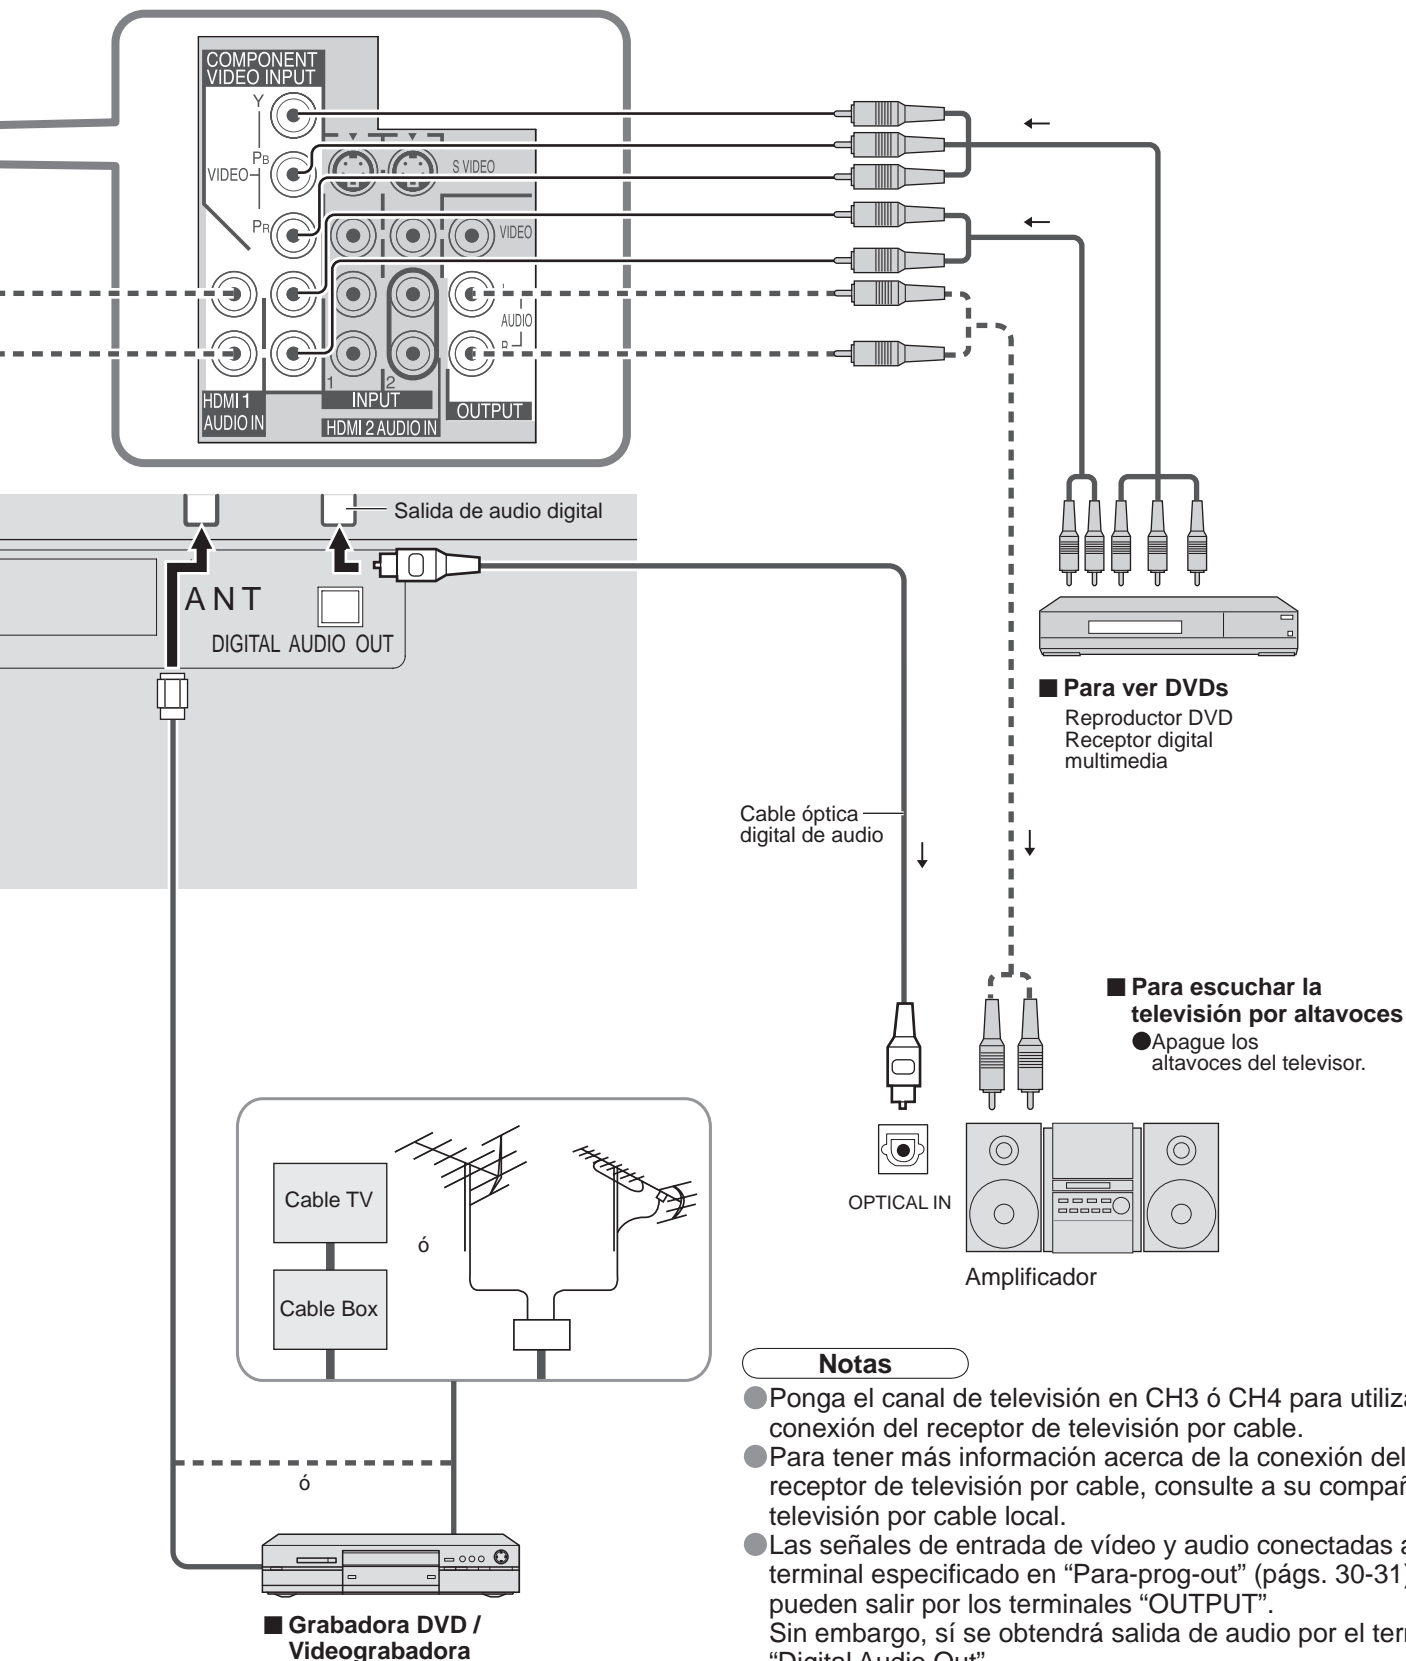 COMPONENT
VIDEO INPUT
Y
PB
VIDEO
PR
S VIDEO
VIDEO
AUDIO
R
1
2
HDMI 1
AUDIO IN
INPUT
HDMI 2 AUDIO IN
OUTPUT
Salida de audio digital
ANT
DIGITAL AUDIO OUT
■ Para ver DVDs
Reproductor DVD
Receptor digital
multimedia
Cable óptica
digital de audio
■ Para escuchar la
televisión por altavoces
●Apague los
altavoces del televisor.
OPTICAL IN
Amplificador
Cable TV
ó
Cable Box
ó
■ Grabadora DVD /
Videograbadora
Notas
●Ponga el canal de televisión en CH3 ó CH4 para
conexión del receptor de televisión por cable.
●Para tener más información acerca de la conexión del
receptor de televisión por cable, consulte a su
televisión por cable local.
●Las señales de entrada de vídeo y audio conectadas
terminal especificado en “Para-prog-out” (págs. 30-31)
pueden salir por los terminales “OUTPUT”.
Sin embargo, sí se obtendrá salida de audio por el
“Digital Audio Out”